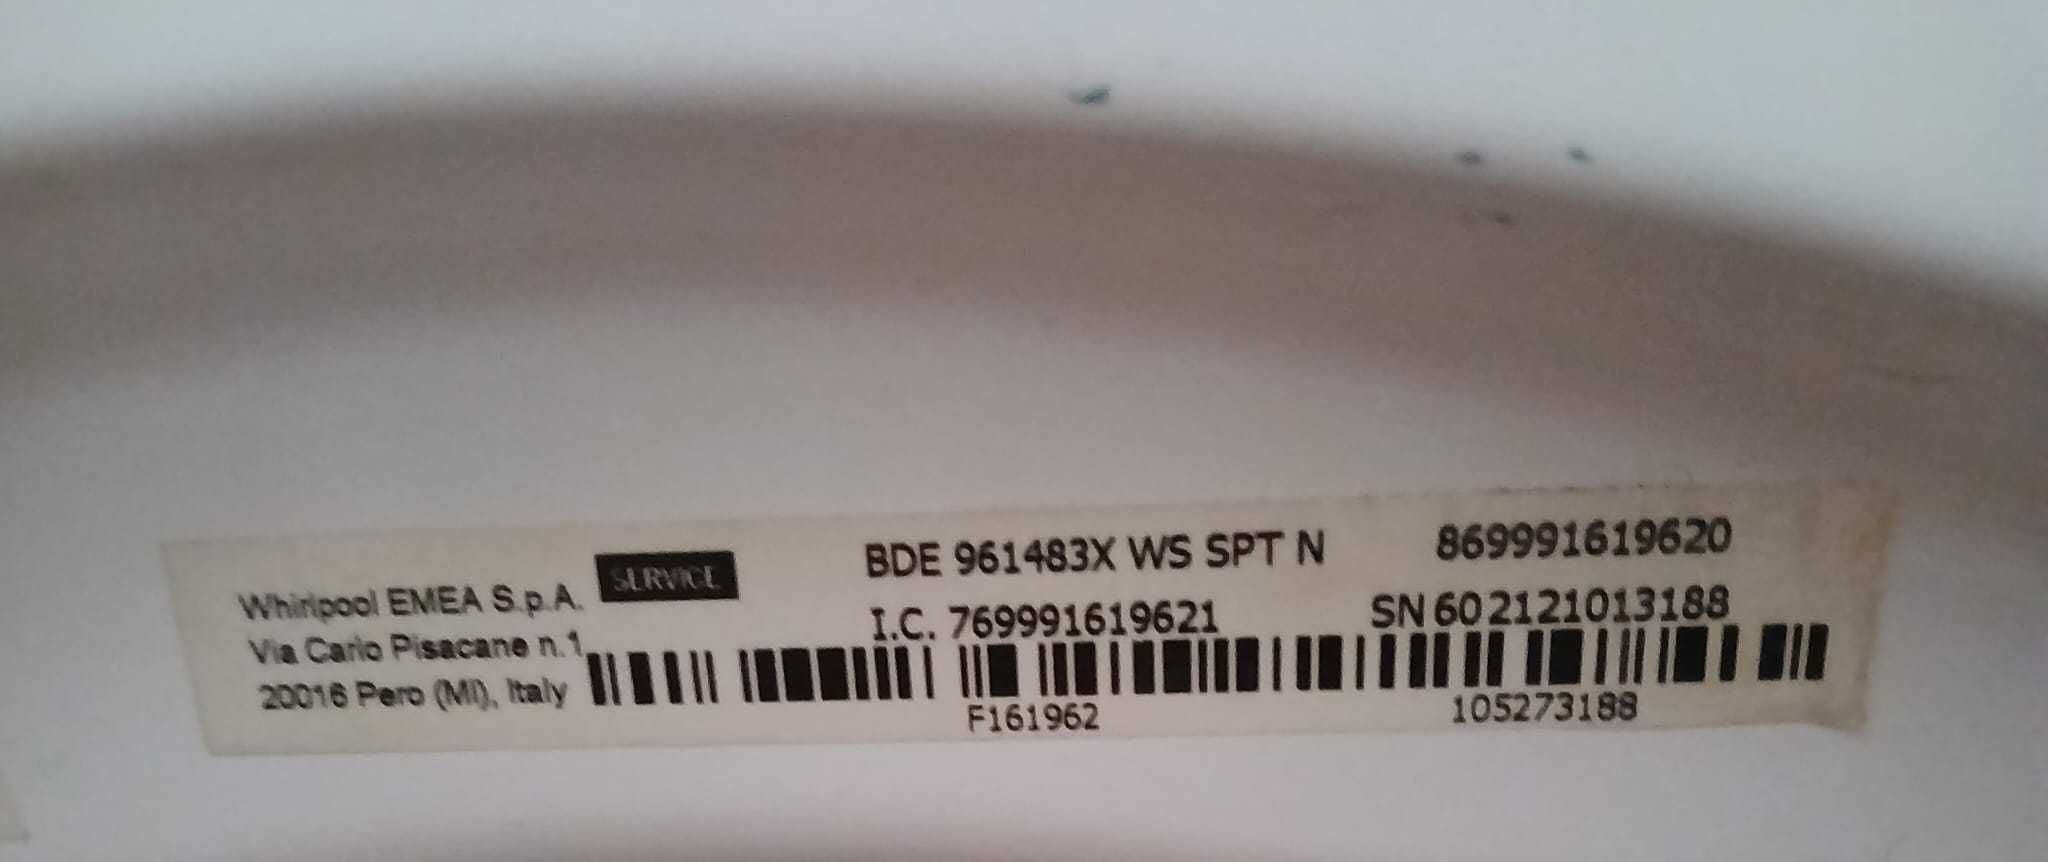 Whirlpool EMEA S.p.A.
Via Carlo Pisacane n.1
20016 Pero (MI), Italy
SERVICE
BDE 961483X WS SPT N 869991619620
I.C. 769991619621 SN 602121013188
F161962 105273188